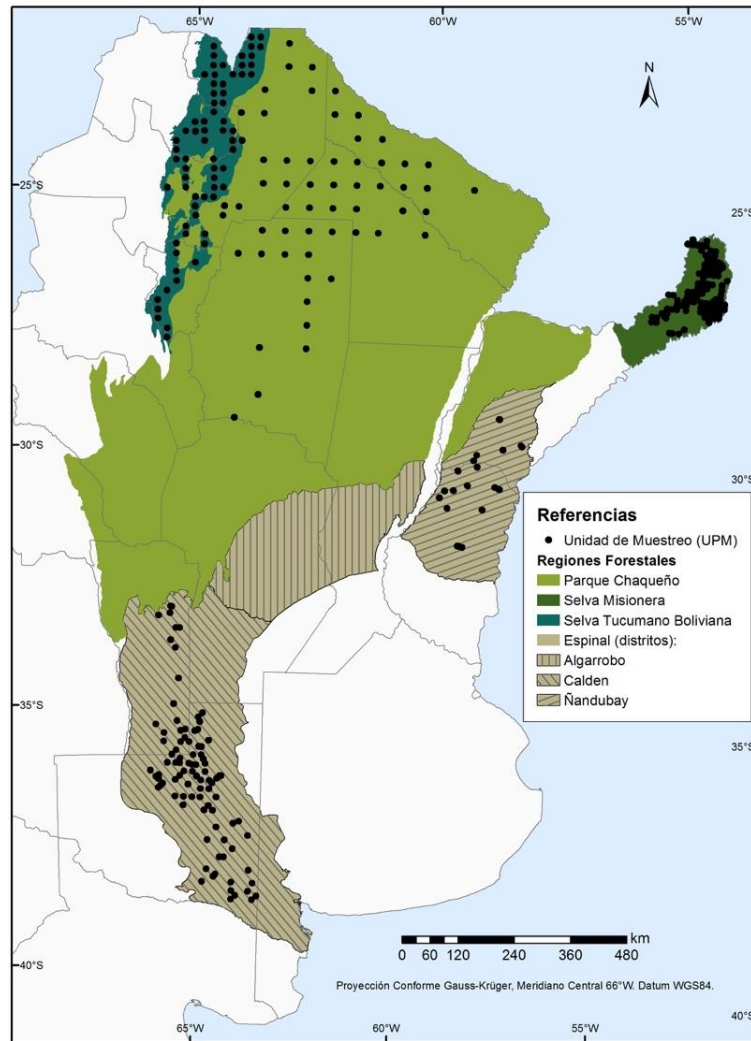 65°W 60°W 55°W
N
25°S 25°S
30°S 30°S
Referencias
Unidad de Muestreo (UPM)
Regiones Forestales
Parque Chaqueño
Selva Misionera
Selva Tucumano Boliviana
Espinal (distritos):
Algarrobo
Calden
Ñandubay
35°S 35°S
km
0 60 120 240 360 480
40°S
Proyección Conforme Gauss-Krüger, Meridiano Central 66°W. Datum WGS84.
40°S
65°W 60°W 55°W